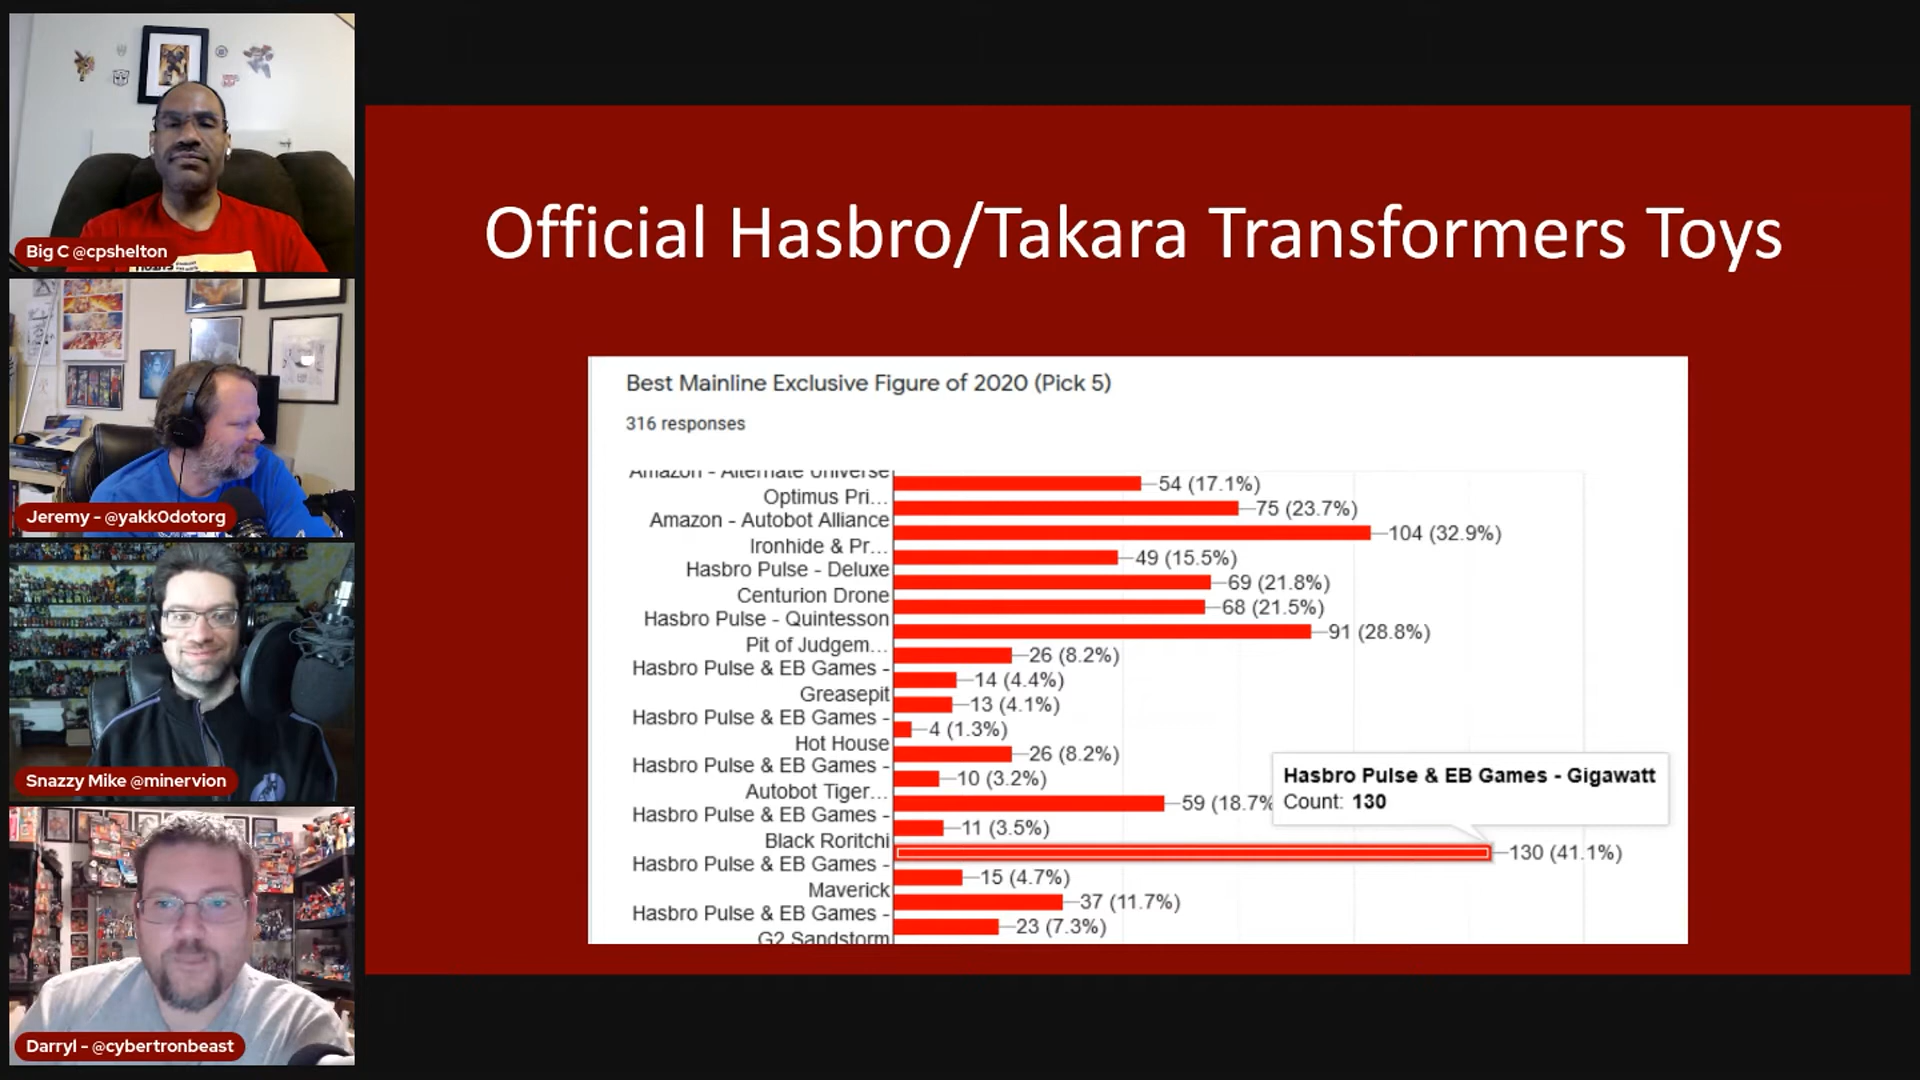 Official Hasbro/Takara Transformers Toys
Best Mainline Exclusive Figure of 2020 (Pick 5)
316 responses
Amazon - Alternate Universe
Optimus Pri...
Amazon - Autobot Alliance
Ironhide & Pr...
Hasbro Pulse - Deluxe
Centurion Drone
Hasbro Pulse - Quintesson
Pit of Judgem...
Hasbro Pulse & EB Games -
Greasepit
Hasbro Pulse & EB Games -
Hot House
Hasbro Pulse & EB Games -
Autobot Tiger...
Hasbro Pulse & EB Games -
Black Roritchi
Hasbro Pulse & EB Games -
Maverick
Hasbro Pulse & EB Games -
G2 Sandstorm
54 (17.1%)
75 (23.7%)
104 (32.9%)
49 (15.5%)
69 (21.8%)
68 (21.5%)
91 (28.8%)
26 (8.2%)
14 (4.4%)
13 (4.1%)
4 (1.3%)
26 (8.2%)
10 (3.2%)
59 (18.7%
11 (3.5%)
130 (41.1%)
15 (4.7%)
37 (11.7%)
23 (7.3%)
Hasbro Pulse & EB Games - Gigawatt
Count: 130
Big C @cpshelton
Jeremy - @yakk0dotorg
Snazzy Mike @minervion
Darryl - @cybertronbeast